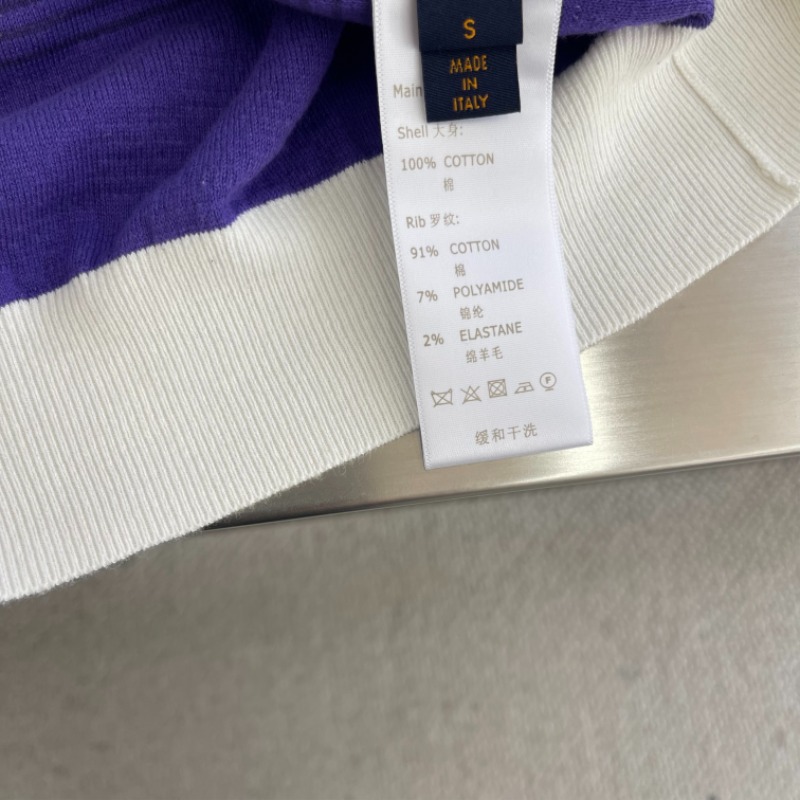 S
MADE
IN
ITALY
Main
Shell 大身:
100% COTTON
棉
Rib 罗纹:
91% COTTON
棉
7% POLYAMIDE
锦纶
2% ELASTANE
绵羊毛
F
缓和干洗